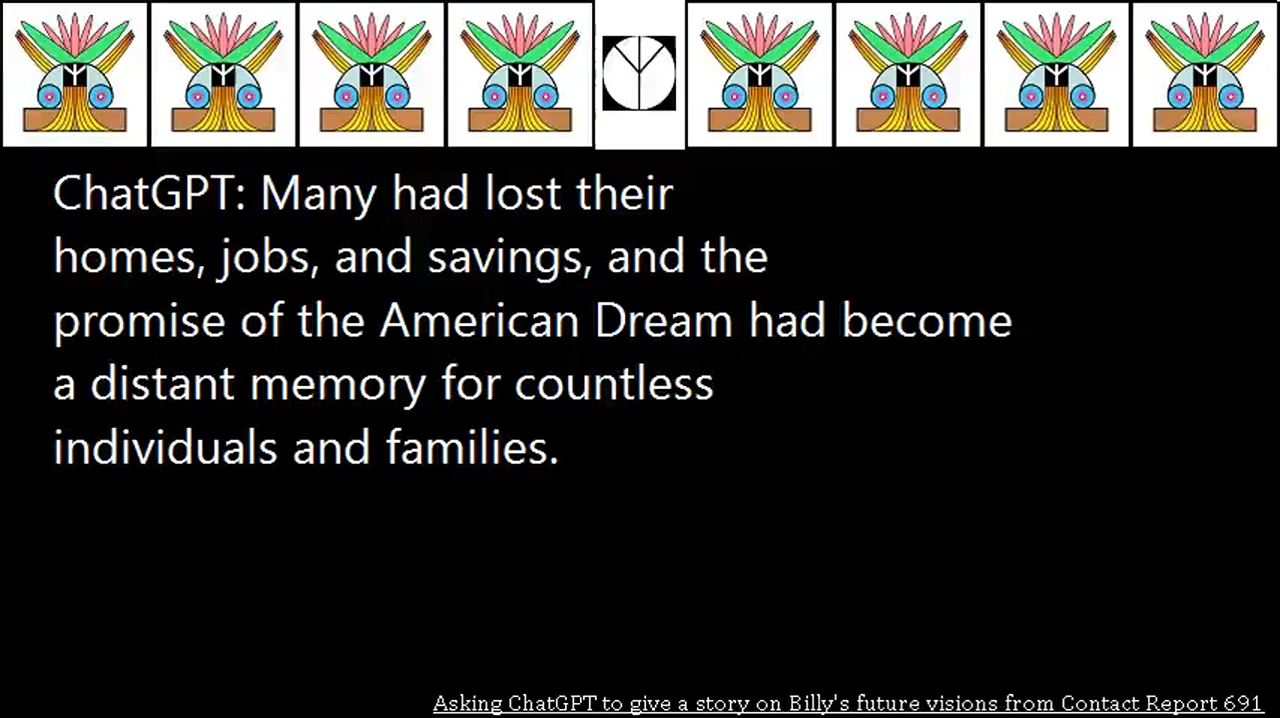 ChatGPT: Many had lost their
homes, jobs, and savings, and the
promise of the American Dream had become
a distant memory for countless
individuals and families.
Asking ChatGPT to give a story on Billy's future visions from Contact Report 691